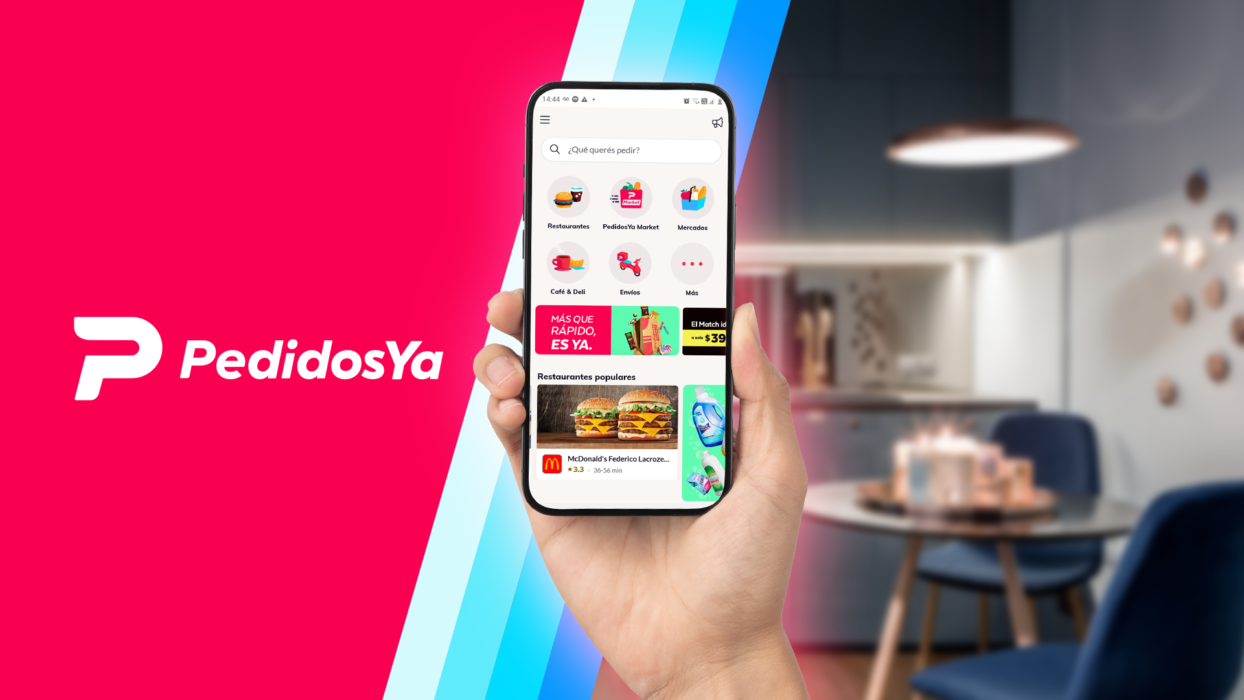 PedidosYa
14:44
¿Qué querés pedir?
Restaurantes
PedidosYa Market
Mercados
Café & Deli
Envíos
Más
MÁS QUE
RÁPIDO,
ES YA.
El Match id
a solo $39
Restaurantes populares
McDonald's Federico Lacroze...
3.3 · 36-56 min